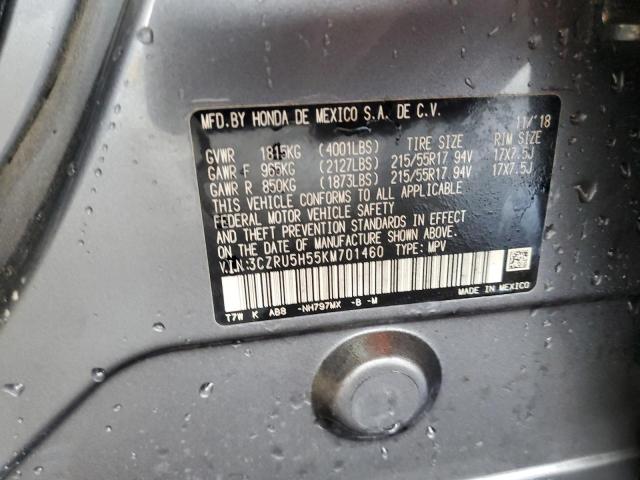 MFD.BY HONDA DE MEXICO S.A. DE C.V. 11/'18
GVWR 1815KG (4001LBS) TIRE SIZE RIM SIZE
GAWR F 965KG (2127LBS) 215/55R17 94V 17X7.5J
GAWR R 850KG (1873LBS) 215/55R17 94V 17X7.5J
THIS VEHICLE CONFORMS TO ALL APPLICABLE
FEDERAL MOTOR VEHICLE SAFETY
AND THEFT PREVENTION STANDARDS IN EFFECT
ON THE DATE OF MANUFACTURE SHOWN ABOVE.
V.I.N:3CZRU5H55KM701460 TYPE: MPV
T7W K AB8 -NH797MX -B -M MADE IN MEXICO